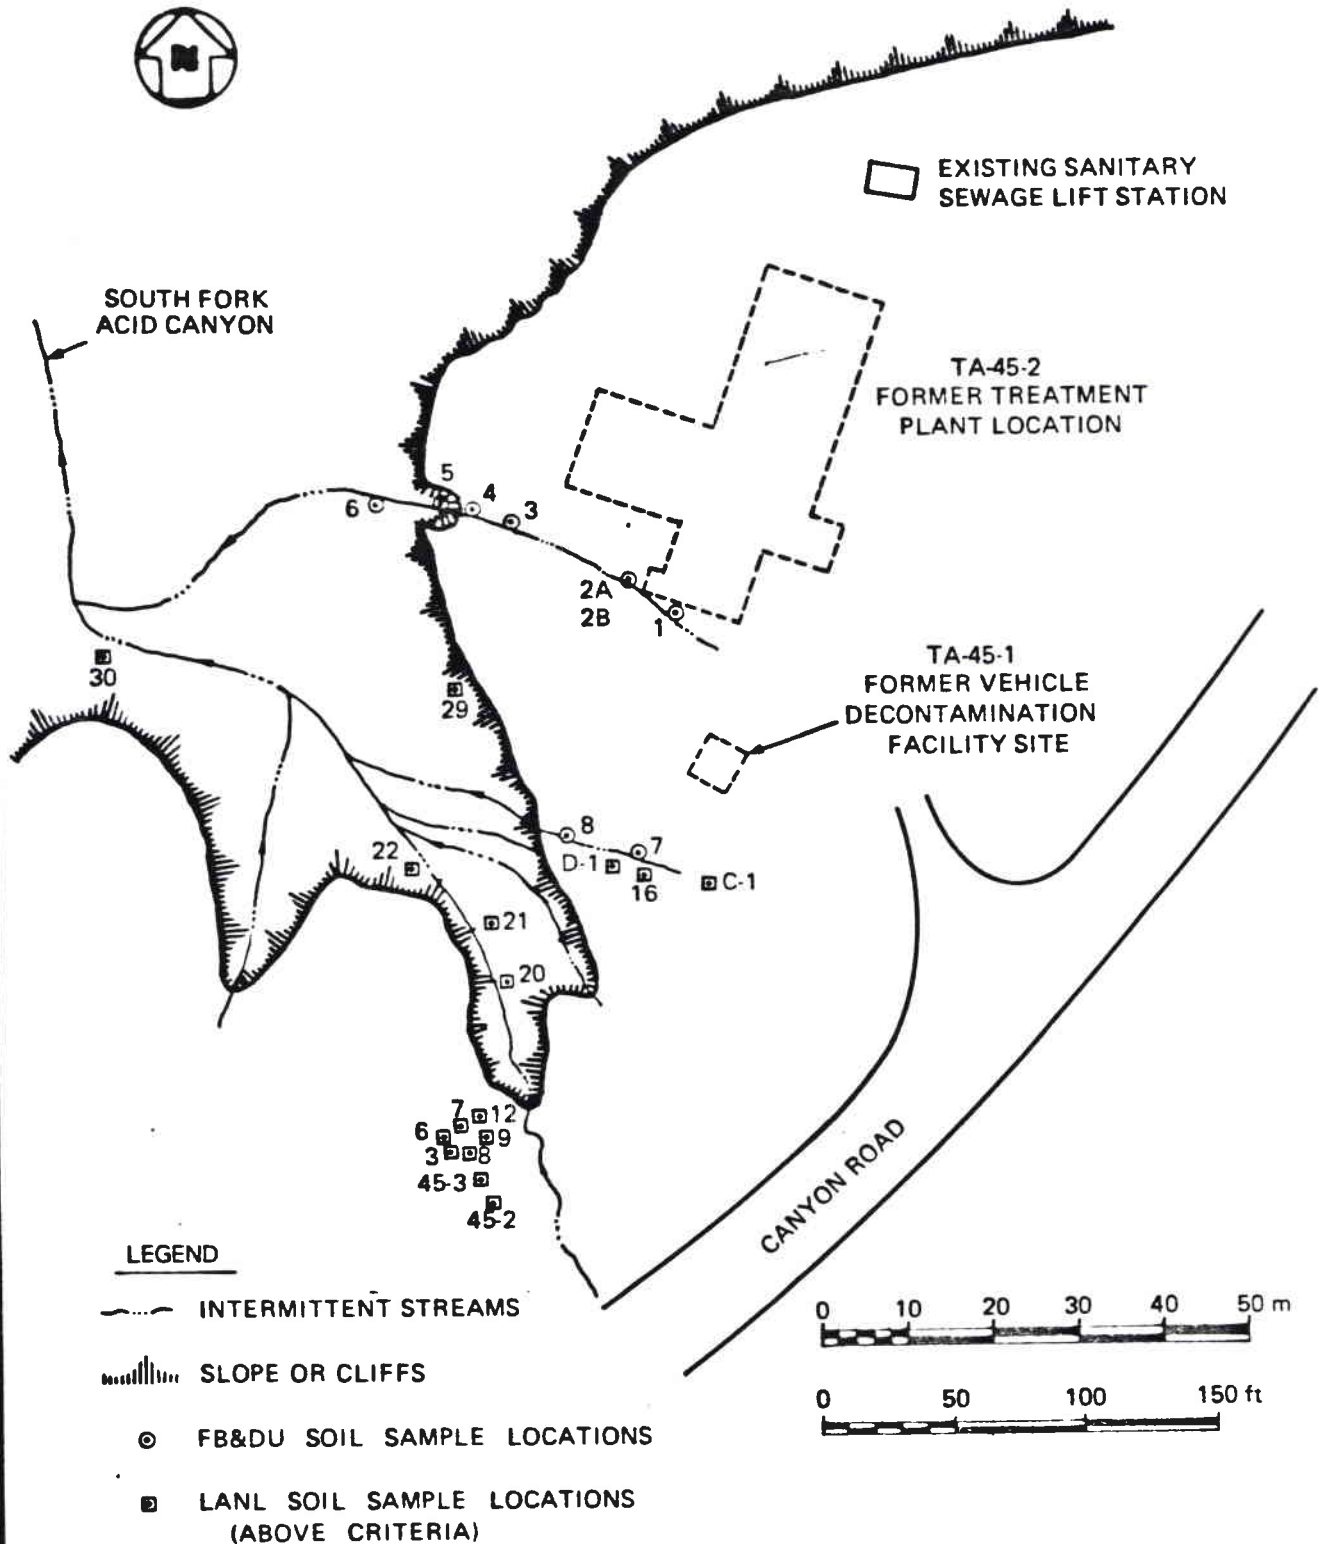 N
EXISTING SANITARY
SEWAGE LIFT STATION
SOUTH FORK
ACID CANYON
TA-45-2
FORMER TREATMENT
PLANT LOCATION
5
4
6
3
2A
2B
1
TA-45-1
FORMER VEHICLE
DECONTAMINATION
FACILITY SITE
30
29
8
7
22
D-1
16
C-1
21
20
7
12
6
9
3
8
45-3
45-2
CANYON ROAD
LEGEND
INTERMITTENT STREAMS
SLOPE OR CLIFFS
FB&DU SOIL SAMPLE LOCATIONS
LANL SOIL SAMPLE LOCATIONS
(ABOVE CRITERIA)
0 10 20 30 40 50 m
0 50 100 150 ft